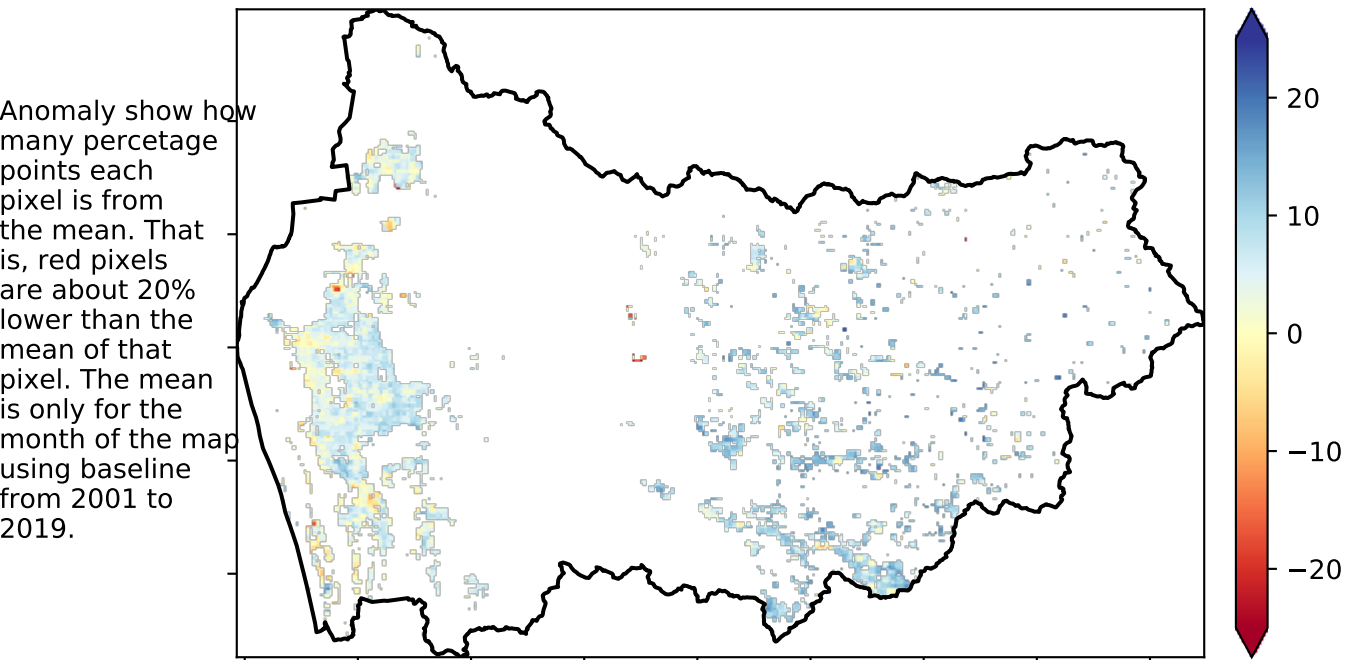 Anomaly show how
many percetage
points each
pixel is from
the mean. That
is, red pixels
are about 20%
lower than the
mean of that
pixel. The mean
is only for the
month of the map
using baseline
from 2001 to
2019.
20
10
0
−10
−20